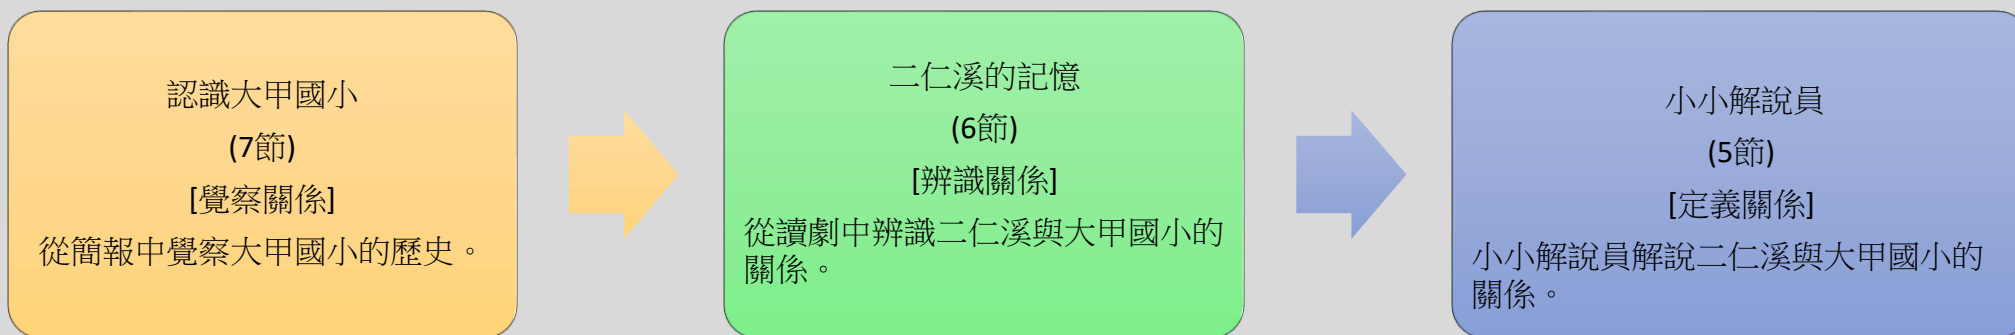 認識大甲國小
(7節)
[覺察關係]
從簡報中覺察大甲國小的歷史。
二仁溪的記憶
(6節)
[辨識關係]
從讀劇中辨識二仁溪與大甲國小的
關係。
小小解說員
(5節)
[定義關係]
小小解說員解說二仁溪與大甲國小的
關係。